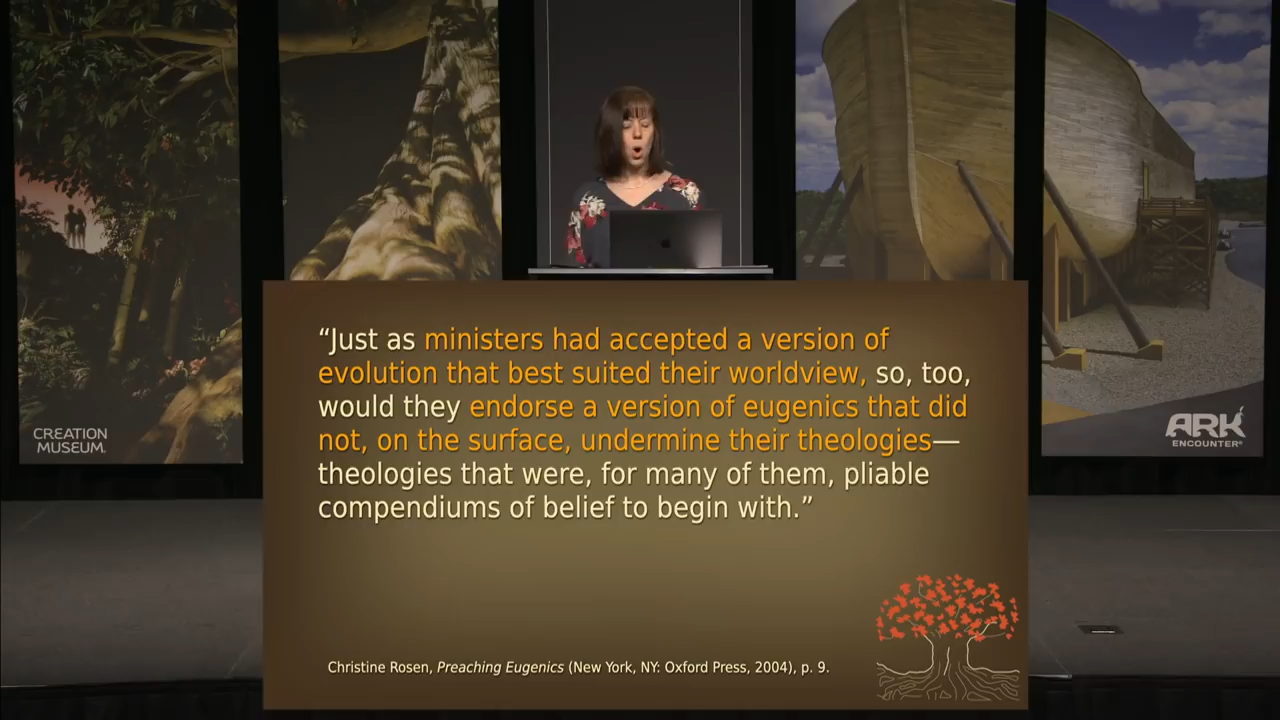 “Just as ministers had accepted a version of
evolution that best suited their worldview, so, too,
would they endorse a version of eugenics that did
not, on the surface, undermine their theologies—
theologies that were, for many of them, pliable
compendiums of belief to begin with.”
CREATION
MUSEUM.
ARK
ENCOUNTER®
Christine Rosen, Preaching Eugenics (New York, NY: Oxford Press, 2004), p. 9.